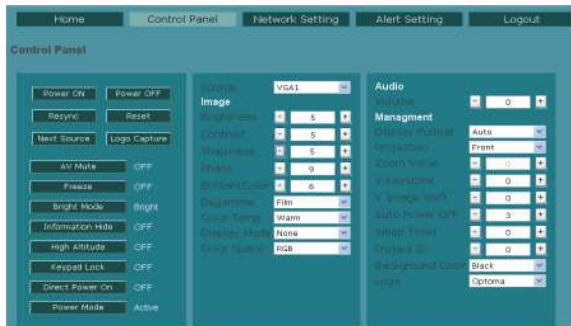 Home Control Panel Network Setting Alert Setting Logout
Control Panel
Power ON Power OFF
Resync Reset
Next Source Logo Capture
AV Mute OFF
Freeze OFF
Bright Mode Bright
Information Hide OFF
High Altitude OFF
Keypad Lock OFF
Direct Power On OFF
Power Mode Active
Source VGA1
Image
Brightness - 5 +
Contrast - 5 +
Sharpness - 5 +
Phase - 9 +
BrilliantColor - 6 +
Degamma Film
Color Temp Warm
Display Mode None
Color Space RGB
Audio
Volume - 0 +
Managment
Display Format Auto
Projection Front
Zoom Value - 0 +
V.Keystone - 0 +
V Image Shift - 0 +
Auto Power Off - 3 +
Sleep Timer - 0 +
Project ID - 0 +
Background Color Black
Logo Optoma